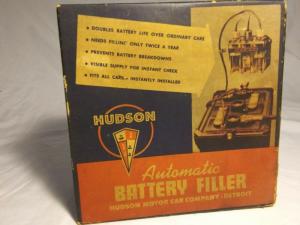 • DOUBLES BATTERY LIFE OVER ORDINARY CARE
• NEEDS FILLING ONLY TWICE A YEAR
• PREVENTS BATTERY BREAKDOWNS
• VISIBLE SUPPLY FOR INSTANT CHECK
• FITS ALL CARS - INSTANTLY INSTALLED
HUDSON
Automatic
BATTERY FILLER
HUDSON MOTOR CAR COMPANY - DETROIT